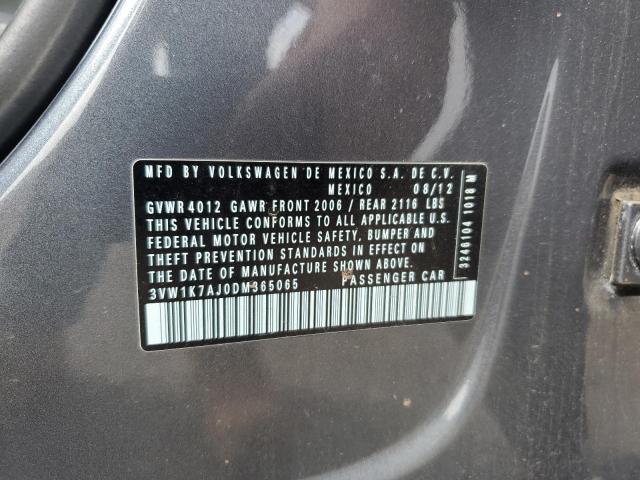 MFD BY VOLKSWAGEN DE MEXICO S.A. DE C.V.
MEXICO 08/12
GVWR 4012 GAWR FRONT 2006 / REAR 2116 LBS
THIS VEHICLE CONFORMS TO ALL APPLICABLE U.S.
FEDERAL MOTOR VEHICLE SAFETY, BUMPER AND
THEFT PREVENTION STANDARDS IN EFFECT ON
THE DATE OF MANUFACTURE SHOWN ABOVE.
3VW1K7AJ0DM365065 PASSENGER CAR
3246104 1018 M